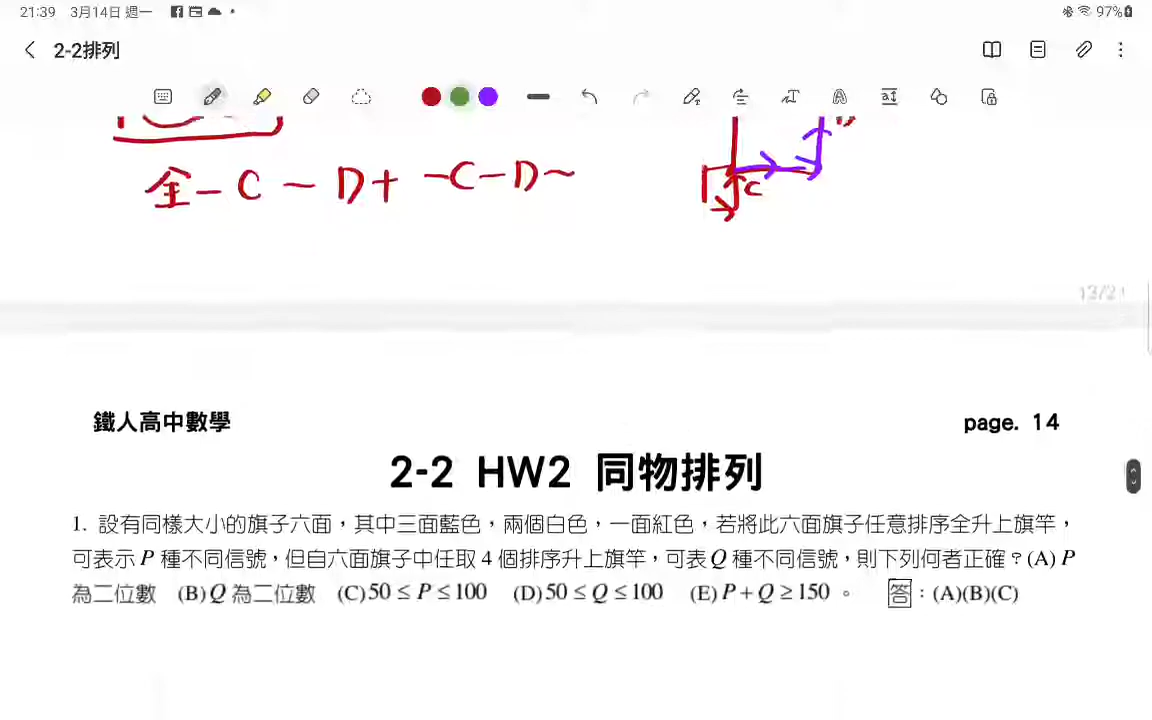 21:39 3月14日 週一 97%
2-2排列
全 - C - D + -C-D-
C
13/21
鐵人高中數學 page. 14
2-2 HW2 同物排列
1. 設有同樣大小的旗子六面，其中三面藍色，兩個白色，一面紅色，若將此六面旗子任意排序全升上旗竿，
可表示 P 種不同信號，但自六面旗子中任取 4 個排序升上旗竿，可表 Q 種不同信號，則下列何者正確？(A) P
為二位數 (B) Q 為二位數 (C) 50 ≤ P ≤ 100 (D) 50 ≤ Q ≤ 100 (E) P + Q ≥ 150 。 答：(A)(B)(C)